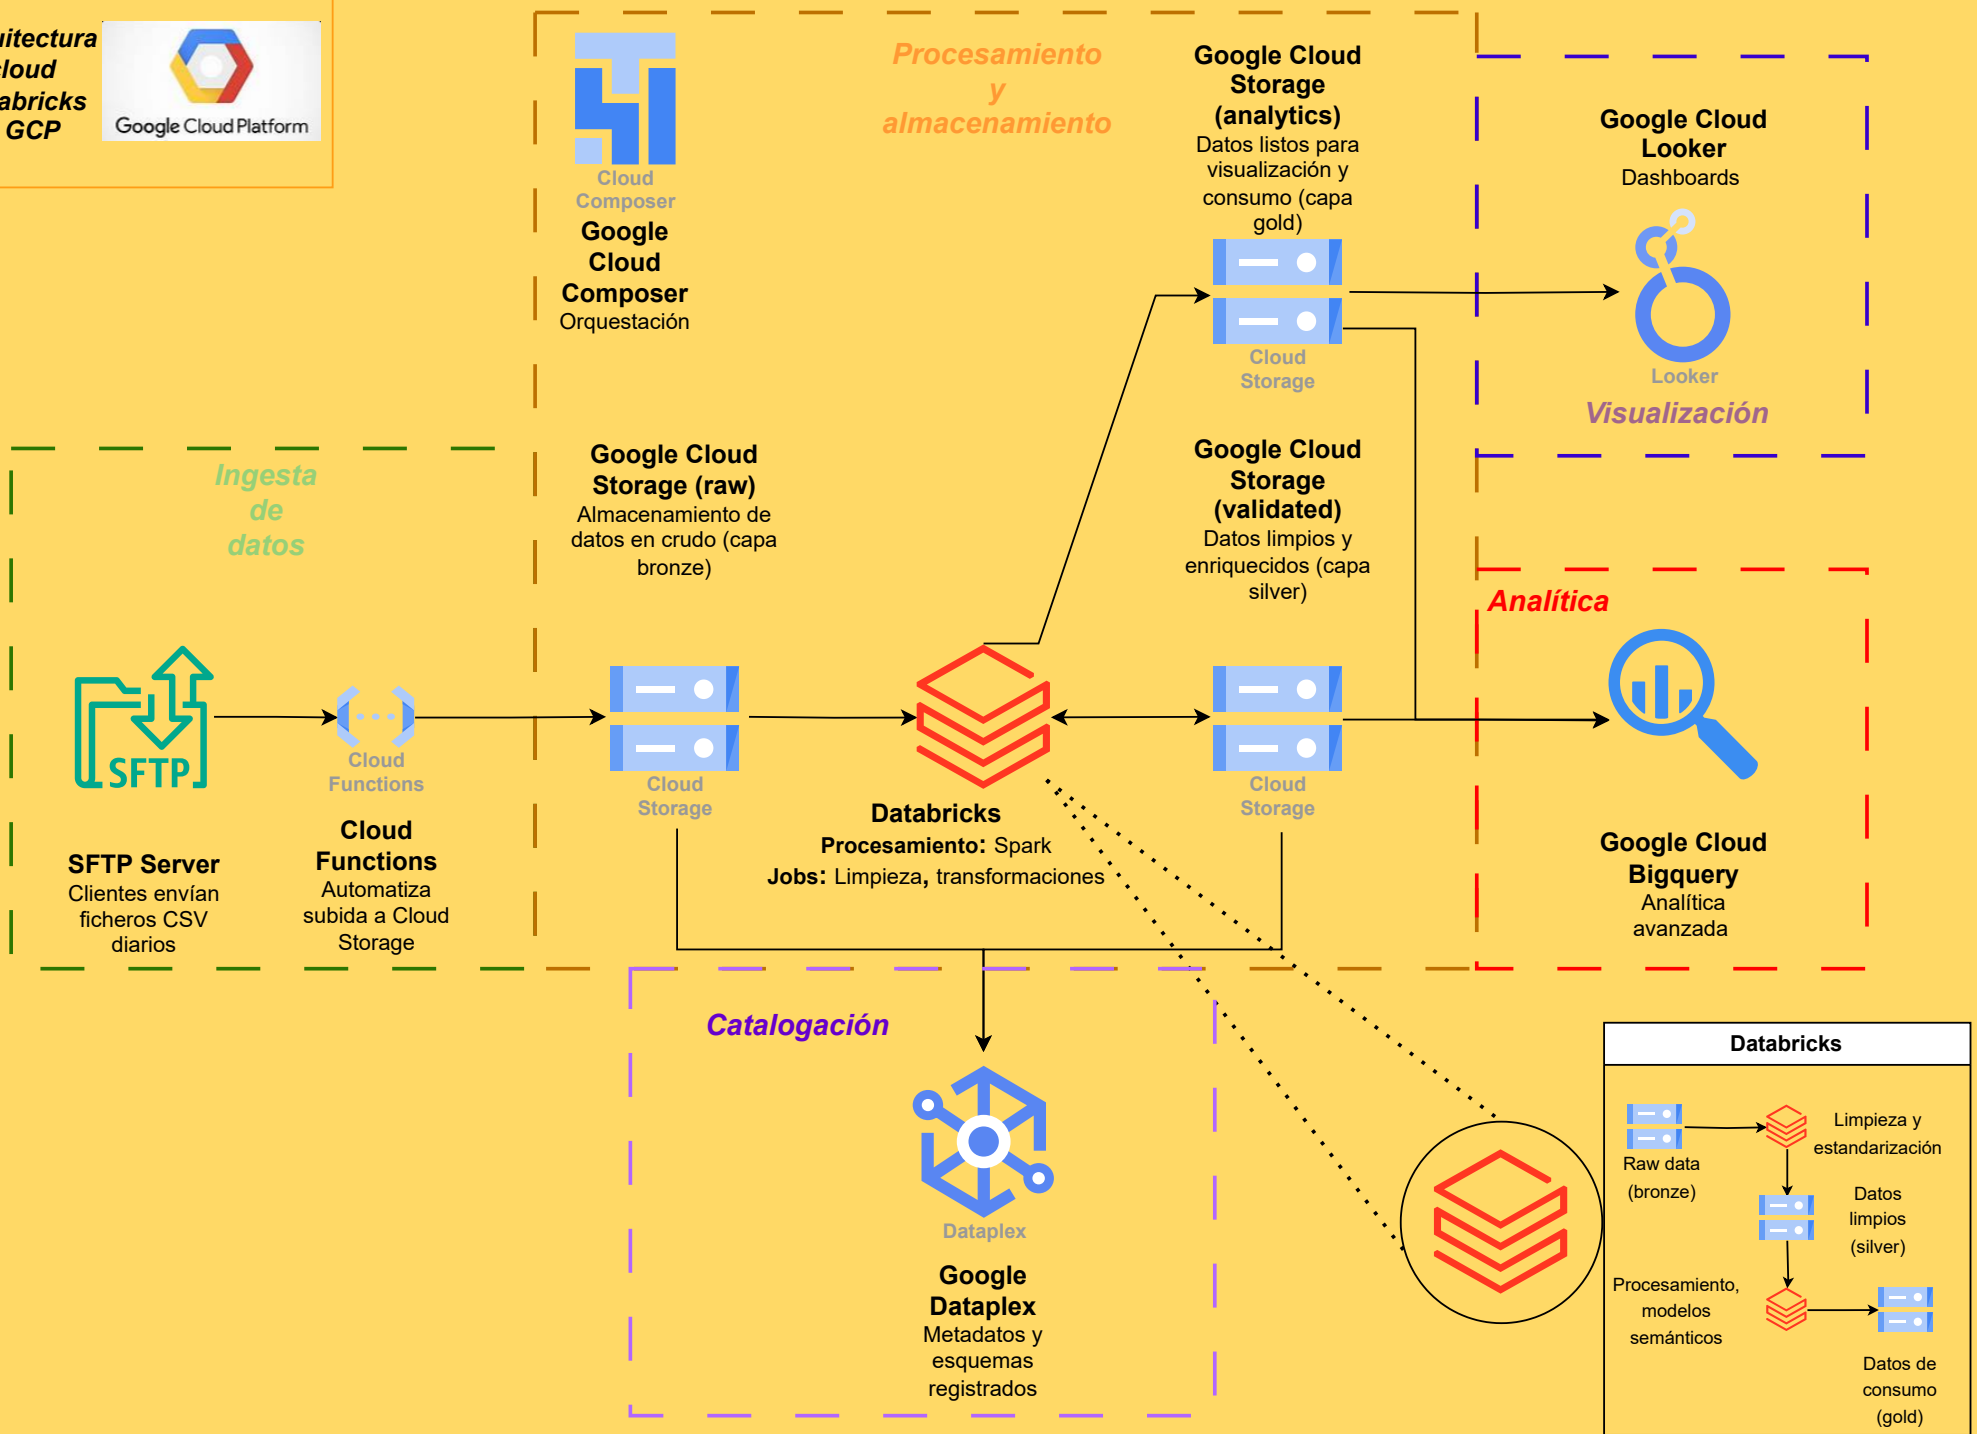 uitectura
cloud
abricks
GCP
Google Cloud Platform
Procesamiento
y
almacenamiento
Cloud
Composer
Google
Cloud
Composer
Orquestación
Google Cloud
Storage
(analytics)
Datos listos para
visualización y
consumo (capa
gold)
Cloud
Storage
Google Cloud
Looker
Dashboards
Looker
Visualización
Ingesta
de
datos
SFTP
SFTP Server
Clientes envían
ficheros CSV
diarios
Cloud
Functions
Cloud
Functions
Automatiza
subida a Cloud
Storage
Google Cloud
Storage (raw)
Almacenamiento de
datos en crudo (capa
bronze)
Cloud
Storage
Databricks
Procesamiento: Spark
Jobs: Limpieza, transformaciones
Google Cloud
Storage
(validated)
Datos limpios y
enriquecidos (capa
silver)
Cloud
Storage
Analítica
Google Cloud
Bigquery
Analítica
avanzada
Catalogación
Dataplex
Google
Dataplex
Metadatos y
esquemas
registrados
Databricks
Raw data
(bronze)
Limpieza y
estandarización
Datos
limpios
(silver)
Procesamiento,
modelos
semánticos
Datos de
consumo
(gold)